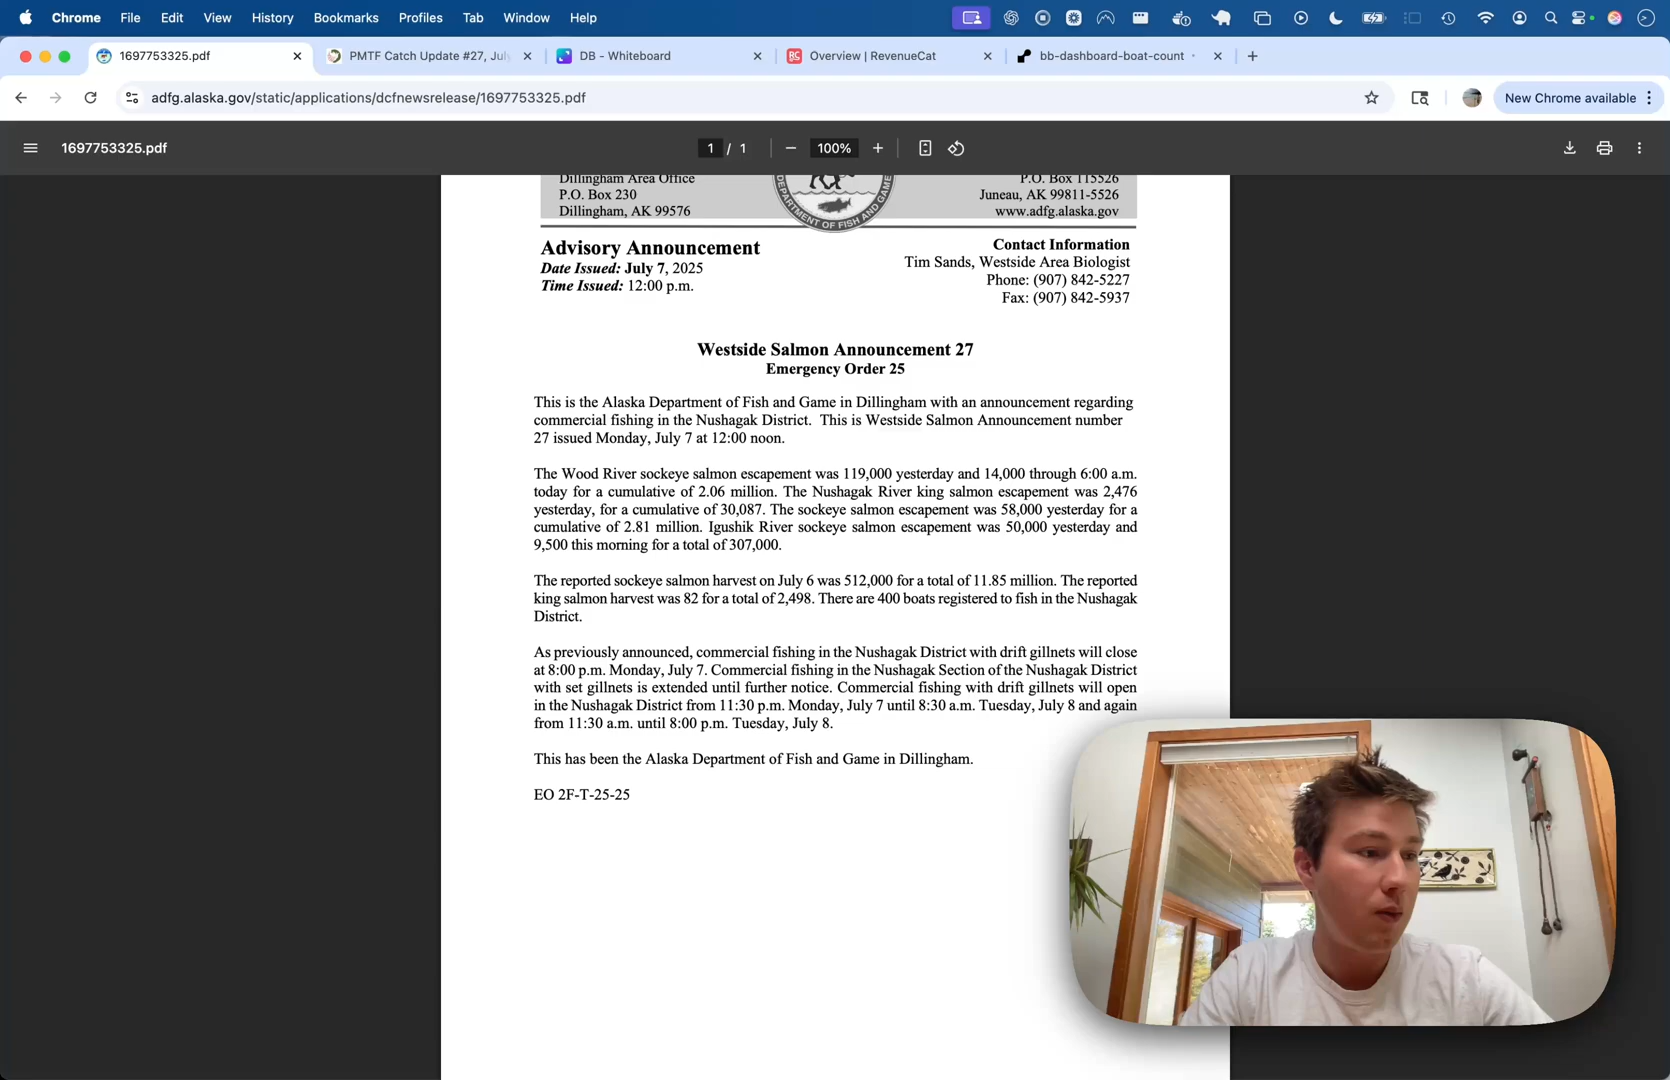 Chrome File Edit View History Bookmarks Profiles Tab Window Help
1697753325.pdf
PMTF Catch Update #27, July
DB - Whiteboard
Overview | RevenueCat
bb-dashboard-boat-count
adfg.alaska.gov/static/applications/dcfnewsrelease/1697753325.pdf
New Chrome available
1697753325.pdf
1 / 1
100%
Dillingham Area Office
P.O. Box 230
Dillingham, AK 99576
DEPARTMENT OF FISH AND GAME
P.O. Box 115526
Juneau, AK 99811-5526
www.adfg.alaska.gov
Advisory Announcement
Date Issued: July 7, 2025
Time Issued: 12:00 p.m.
Contact Information
Tim Sands, Westside Area Biologist
Phone: (907) 842-5227
Fax: (907) 842-5937
Westside Salmon Announcement 27
Emergency Order 25
This is the Alaska Department of Fish and Game in Dillingham with an announcement regarding
commercial fishing in the Nushagak District.  This is Westside Salmon Announcement number
27 issued Monday, July 7 at 12:00 noon.
The Wood River sockeye salmon escapement was 119,000 yesterday and 14,000 through 6:00 a.m.
today for a cumulative of 2.06 million. The Nushagak River king salmon escapement was 2,476
yesterday, for a cumulative of 30,087. The sockeye salmon escapement was 58,000 yesterday for a
cumulative of 2.81 million. Igushik River sockeye salmon escapement was 50,000 yesterday and
9,500 this morning for a total of 307,000.
The reported sockeye salmon harvest on July 6 was 512,000 for a total of 11.85 million. The reported
king salmon harvest was 82 for a total of 2,498. There are 400 boats registered to fish in the Nushagak
District.
As previously announced, commercial fishing in the Nushagak District with drift gillnets will close
at 8:00 p.m. Monday, July 7. Commercial fishing in the Nushagak Section of the Nushagak District
with set gillnets is extended until further notice. Commercial fishing with drift gillnets will open
in the Nushagak District from 11:30 p.m. Monday, July 7 until 8:30 a.m. Tuesday, July 8 and again
from 11:30 a.m. until 8:00 p.m. Tuesday, July 8.
This has been the Alaska Department of Fish and Game in Dillingham.
EO 2F-T-25-25